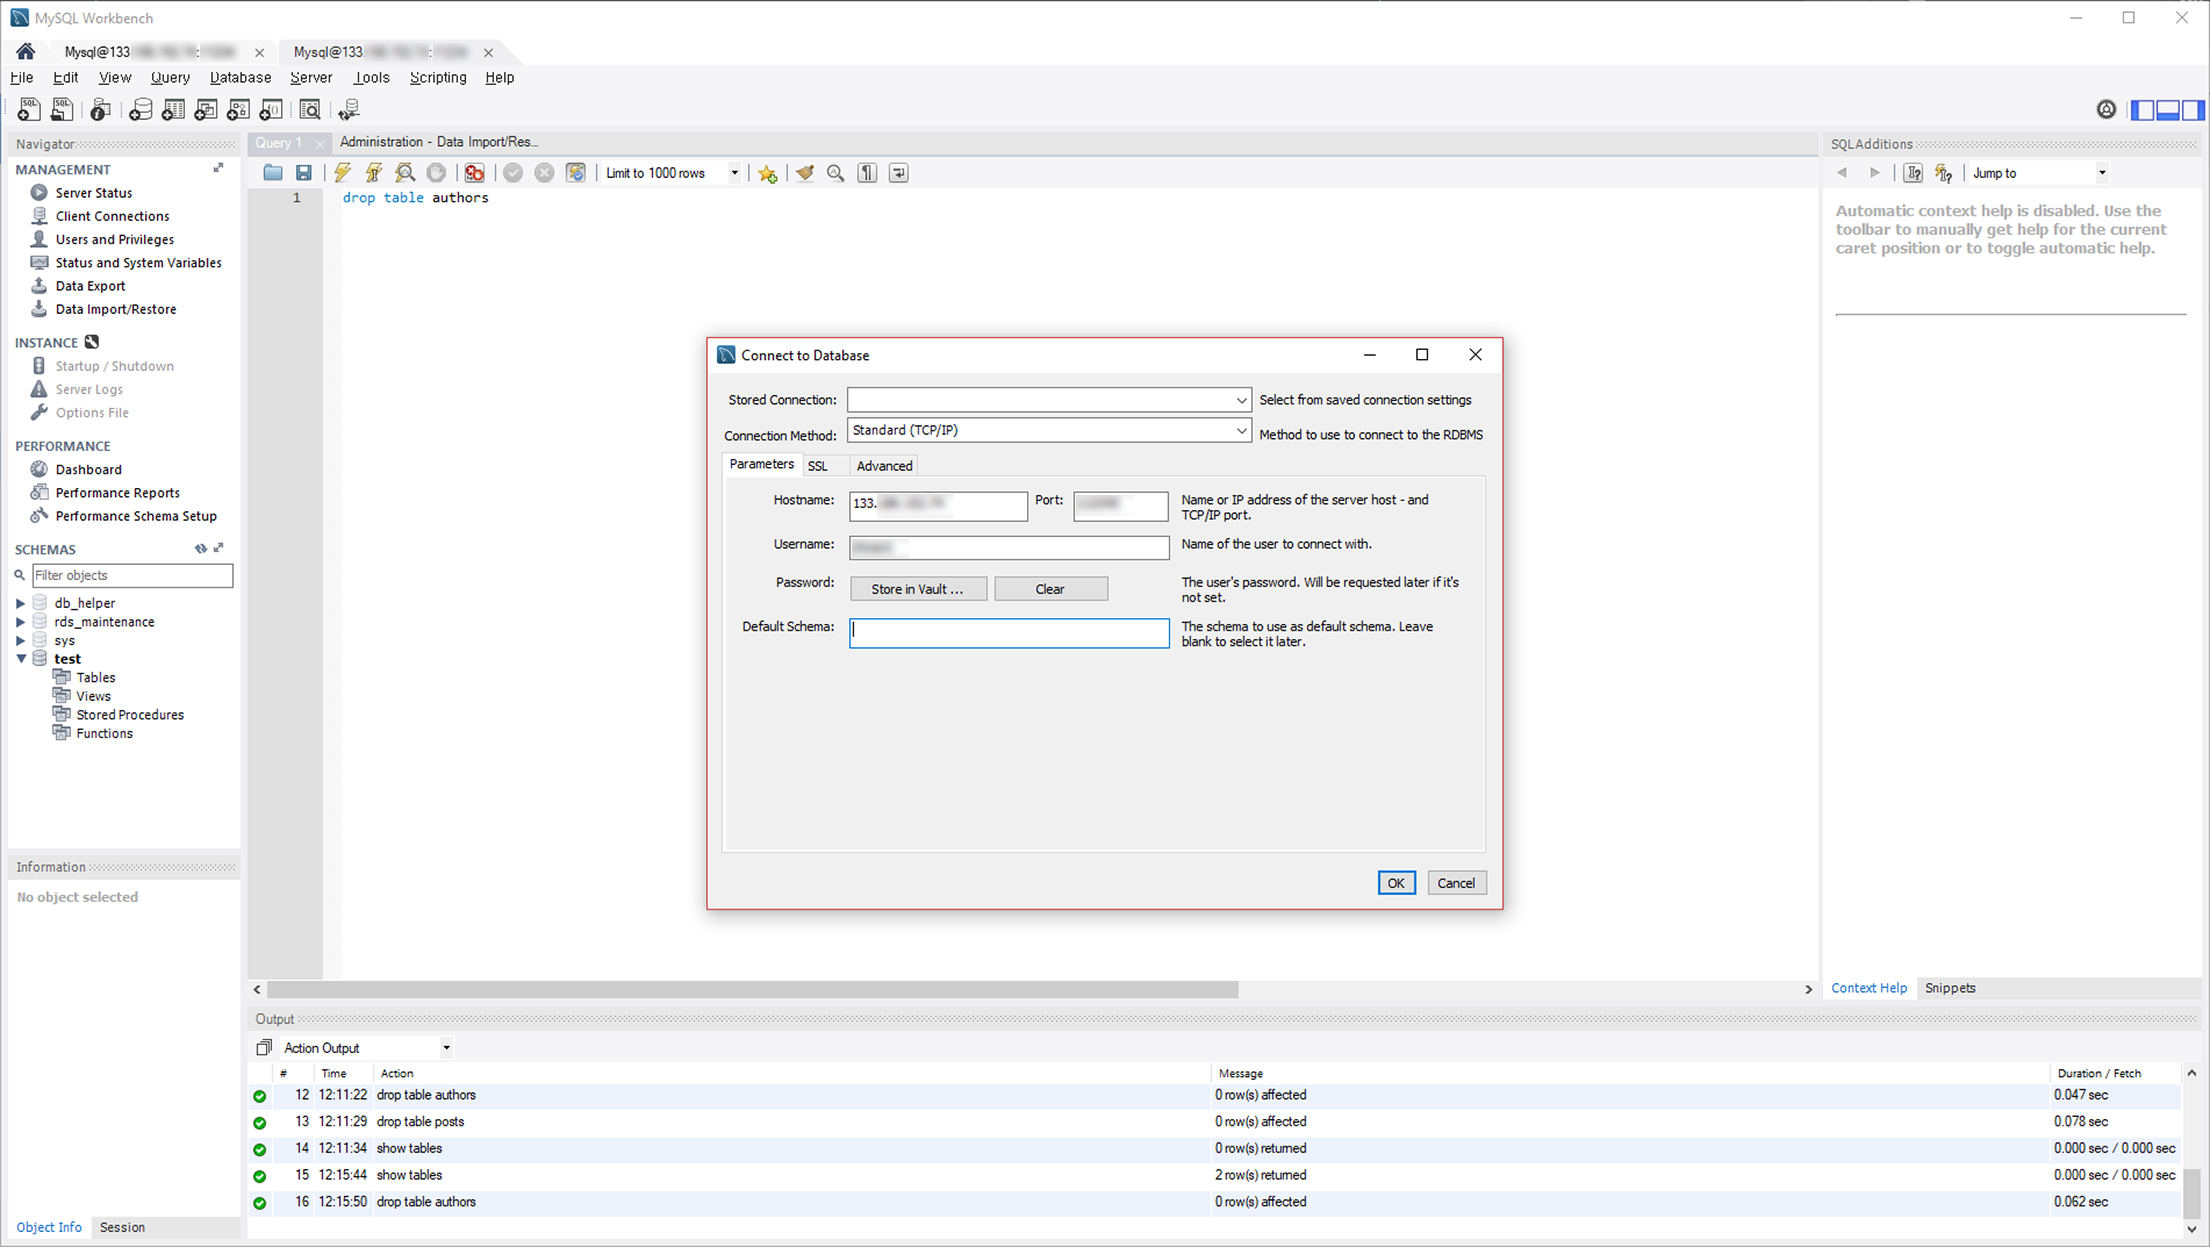 MySQL Workbench
Mysql@133
Mysql@133.
File Edit View Query Database Server Tools Scripting Help
Navigator
MANAGEMENT
Server Status
Client Connections
Users and Privileges
Status and System Variables
Data Export
Data Import/Restore
INSTANCE
Startup / Shutdown
Server Logs
Options File
PERFORMANCE
Dashboard
Performance Reports
Performance Schema Setup
SCHEMAS
Filter objects
db_helper
rds_maintenance
sys
test
Tables
Views
Stored Procedures
Functions
Information
No object selected
Object Info Session
Query 1 Administration - Data Import/Res...
Limit to 1000 rows
1 drop table authors
Connect to Database
Stored Connection: Select from saved connection settings
Connection Method: Standard (TCP/IP) Method to use to connect to the RDBMS
Parameters SSL Advanced
Hostname: 133. Port: Name or IP address of the server host - and
TCP/IP port.
Username: Name of the user to connect with.
Password: Store in Vault ... Clear The user's password. Will be requested later if it's
not set.
Default Schema: The schema to use as default schema. Leave
blank to select it later.
OK Cancel
SQLAdditions
Jump to
Automatic context help is disabled. Use the
toolbar to manually get help for the current
caret position or to toggle automatic help.
Context Help Snippets
Output
Action Output
# Time Action Message Duration / Fetch
12 12:11:22 drop table authors 0 row(s) affected 0.047 sec
13 12:11:29 drop table posts 0 row(s) affected 0.078 sec
14 12:11:34 show tables 0 row(s) returned 0.000 sec / 0.000 sec
15 12:15:44 show tables 2 row(s) returned 0.000 sec / 0.000 sec
16 12:15:50 drop table authors 0 row(s) affected 0.062 sec